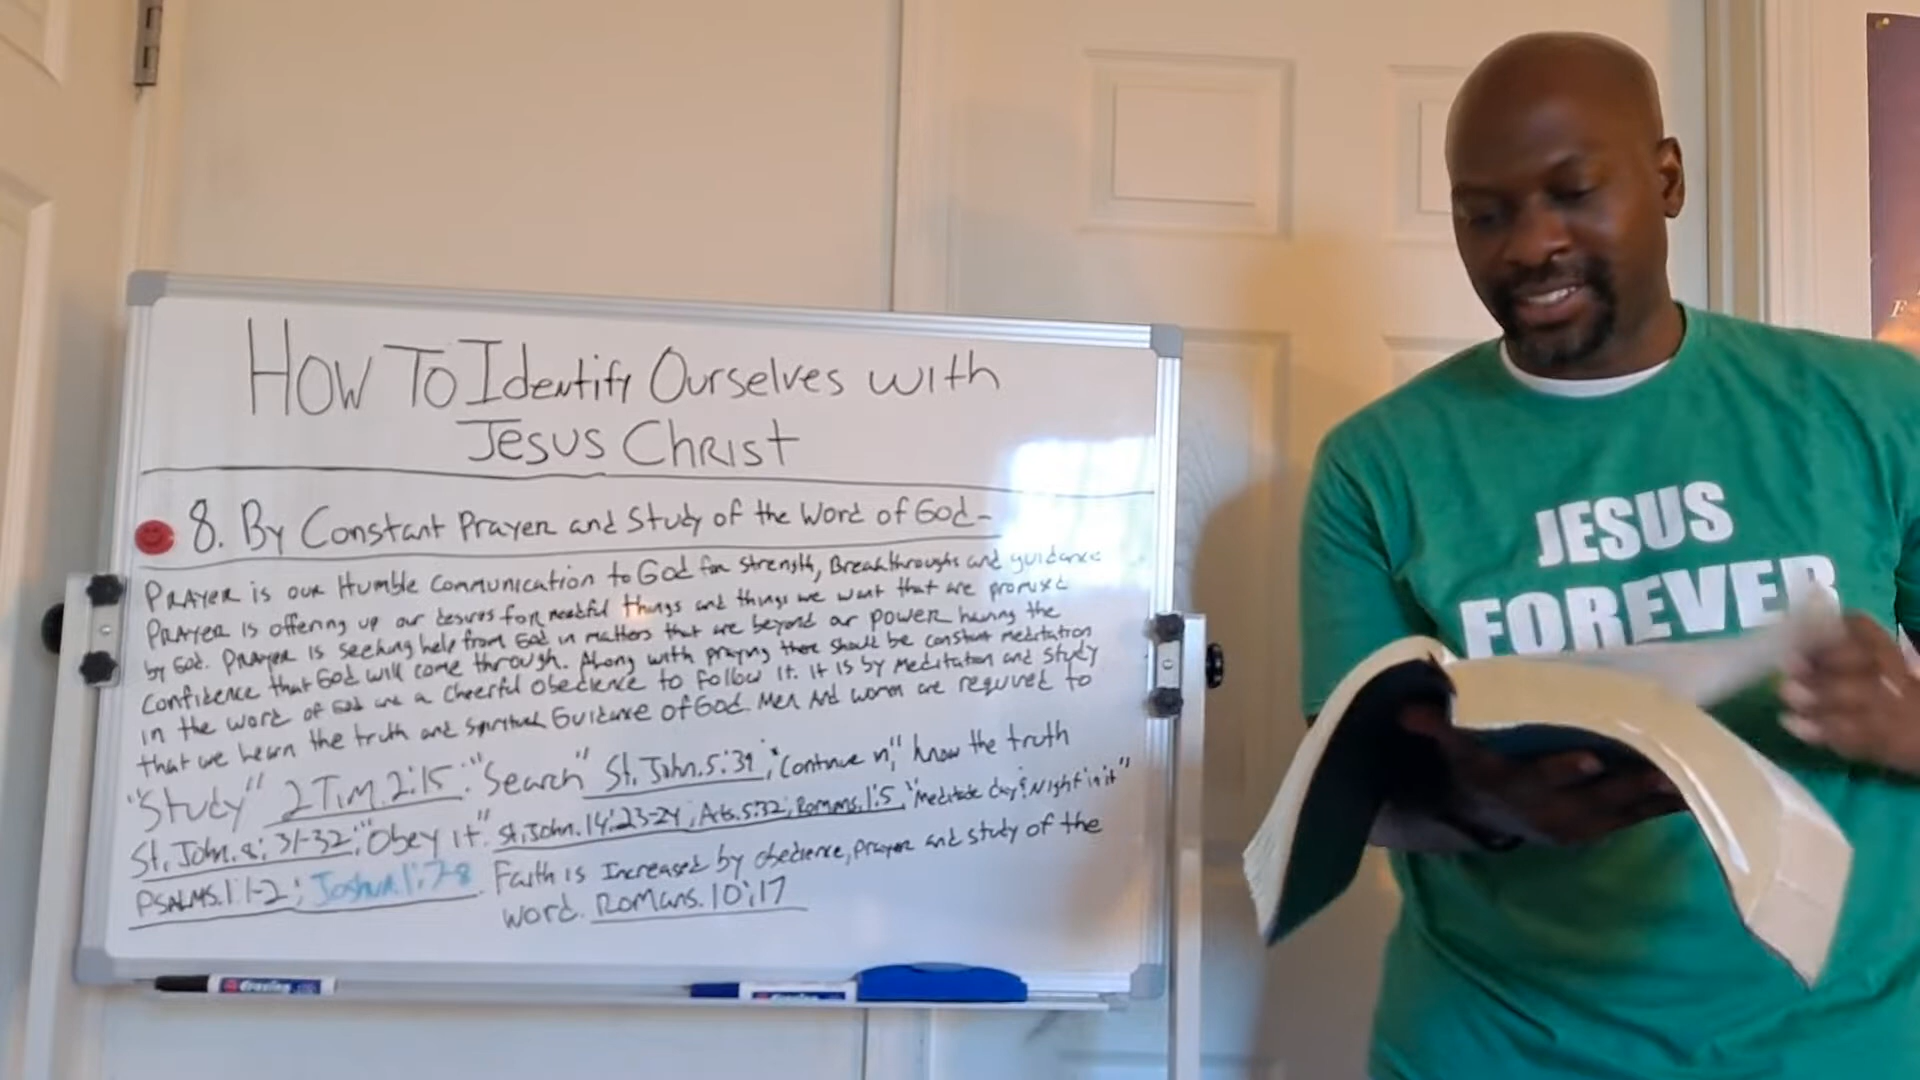 How To Identify Ourselves with
Jesus Christ
8. By Constant Prayer and Study of the Word of God-
Prayer is our Humble Communication to God for strength, Breakthroughs and guidance
Prayer is offering up our desires for needful things and things we want that are promised
by God. Prayer is seeking help from God in matters that are beyond our power having the
confidence that God will come through. Along with praying there should be constant meditation
in the word of God and a cheerful obedience to follow it. it is by meditation and study
that we learn the truth and spiritual Guidance of God. Men And women are required to
"Study" 2 Tim. 2:15: "Search" St. John. 5:39; "Continue in", know the truth
St. John. 8: 31-32; "Obey it" St. John. 14:23-24; Acts. 5:32; Romans. 1:5, "meditate day & Night in it"
Psalms. 1:1-2; Joshua 1:7-8 Faith is Increased by obedience, prayer and study of the
word. Romans. 10:17
JESUS
FOREVER